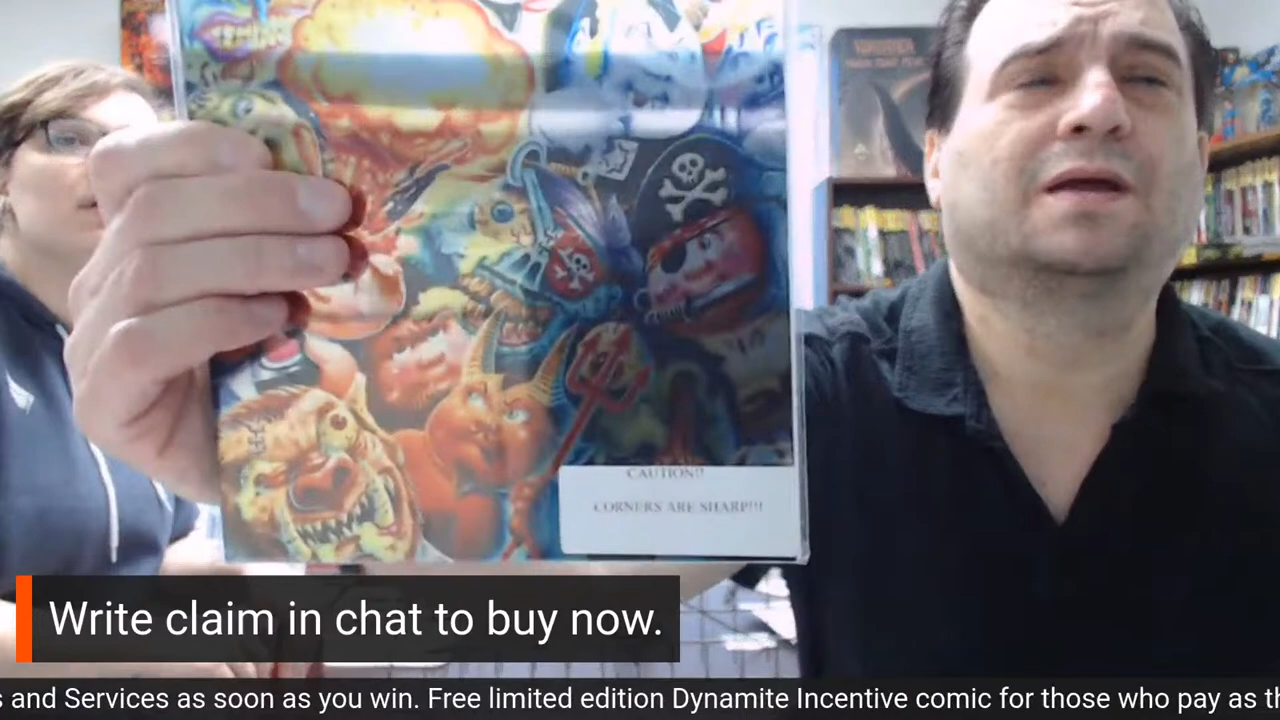 CAUTION!!
CORNERS ARE SHARP!!!
Write claim in chat to buy now.
s and Services as soon as you win. Free limited edition Dynamite Incentive comic for those who pay as th